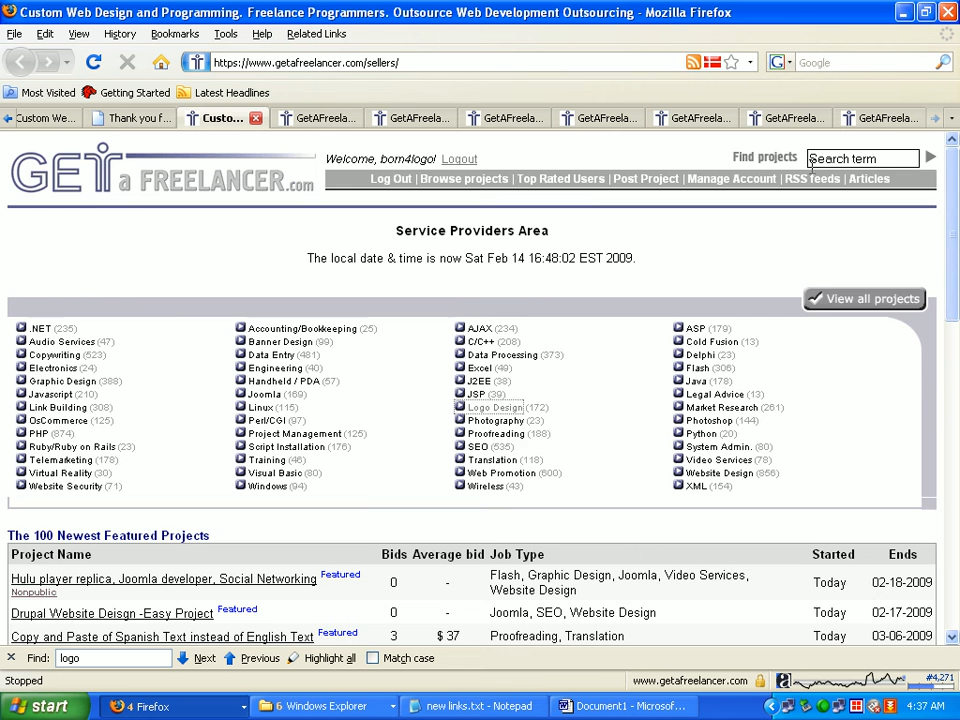 Custom Web Design and Programming. Freelance Programmers. Outsource Web Development Outsourcing - Mozilla Firefox
File Edit View History Bookmarks Tools Help Related Links
https://www.getafreelancer.com/sellers/
Google
Most Visited Getting Started Latest Headlines
Custom We... Thank you f... Custo... GetAFreela... GetAFreela... GetAFreela... GetAFreela... GetAFreela... GetAFreela... GetAFreela...
GET a FREELANCER.com
Welcome, born4logo! Logout
Find projects Search term
Log Out | Browse projects | Top Rated Users | Post Project | Manage Account | RSS feeds | Articles
Service Providers Area
The local date & time is now Sat Feb 14 16:48:02 EST 2009.
View all projects
.NET (235) Accounting/Bookkeeping (25) AJAX (234) ASP (179)
Audio Services (47) Banner Design (99) C/C++ (208) Cold Fusion (13)
Copywriting (523) Data Entry (481) Data Processing (373) Delphi (23)
Electronics (24) Engineering (40) Excel (49) Flash (306)
Graphic Design (388) Handheld / PDA (57) J2EE (38) Java (178)
Javascript (210) Joomla (169) JSP (39) Legal Advice (13)
Link Building (308) Linux (115) Logo Design (172) Market Research (261)
OsCommerce (125) Perl/CGI (97) Photography (23) Photoshop (144)
PHP (874) Project Management (125) Proofreading (188) Python (20)
Ruby/Ruby on Rails (23) Script Installation (176) SEO (535) System Admin. (80)
Telemarketing (178) Training (46) Translation (118) Video Services (78)
Virtual Reality (30) Visual Basic (80) Web Promotion (600) Website Design (856)
Website Security (71) Windows (94) Wireless (43) XML (154)
The 100 Newest Featured Projects
Project Name Bids Average bid Job Type Started Ends
Hulu player replica, Joomla developer, Social Networking Featured 0 - Flash, Graphic Design, Joomla, Video Services, Today 02-18-2009
Nonpublic Website Design
Drupal Website Deisgn -Easy Project Featured 0 - Joomla, SEO, Website Design Today 02-17-2009
Copy and Paste of Spanish Text instead of English Text Featured 3 $ 37 Proofreading, Translation Today 03-06-2009
Find: logo Next Previous Highlight all Match case
Stopped www.getafreelancer.com #4,271
start 4 Firefox 6 Windows Explorer new links.txt - Notepad Document1 - Microsof... 4:37 AM